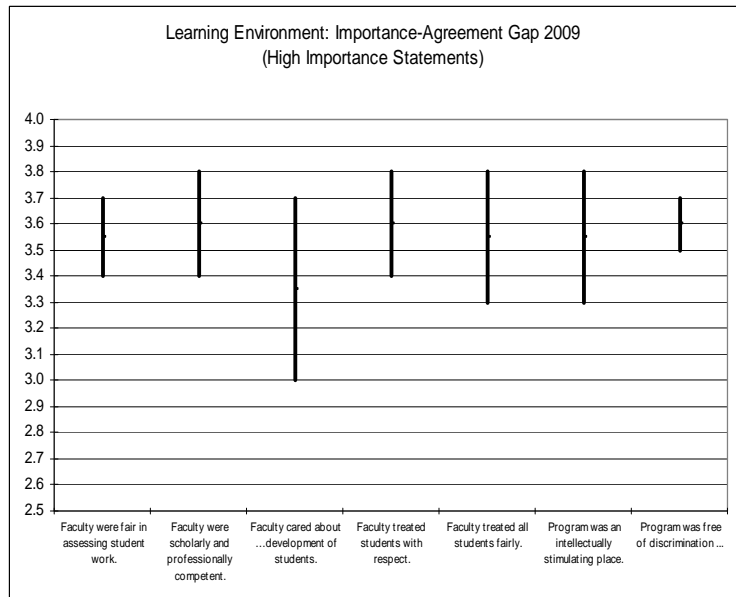 Learning Environment: Importance-Agreement Gap 2009
(High Importance Statements)
4.0
3.9
3.8
3.7
3.6
3.5
3.4
3.3
3.2
3.1
3.0
2.9
2.8
2.7
2.6
2.5
Faculty were fair in
assessing student
work.
Faculty were
scholarly and
professionally
competent.
Faculty cared about
...development of
students.
Faculty treated
students with
respect.
Faculty treated all
students fairly.
Program was an
intellectually
stimulating place.
Program was free
of discrimination ...